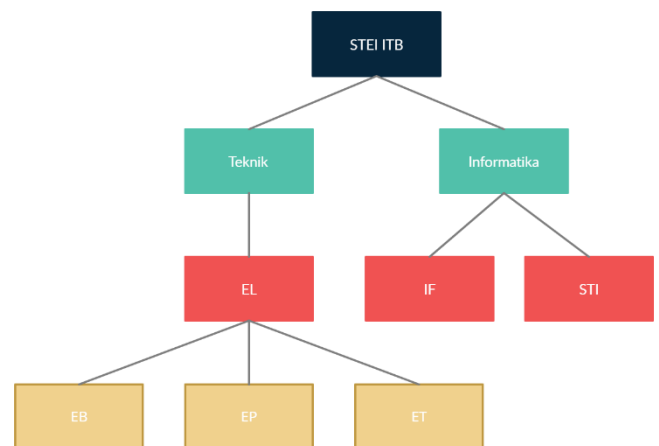 STEI ITB
Teknik
Informatika
EL
IF
STI
EB
EP
ET